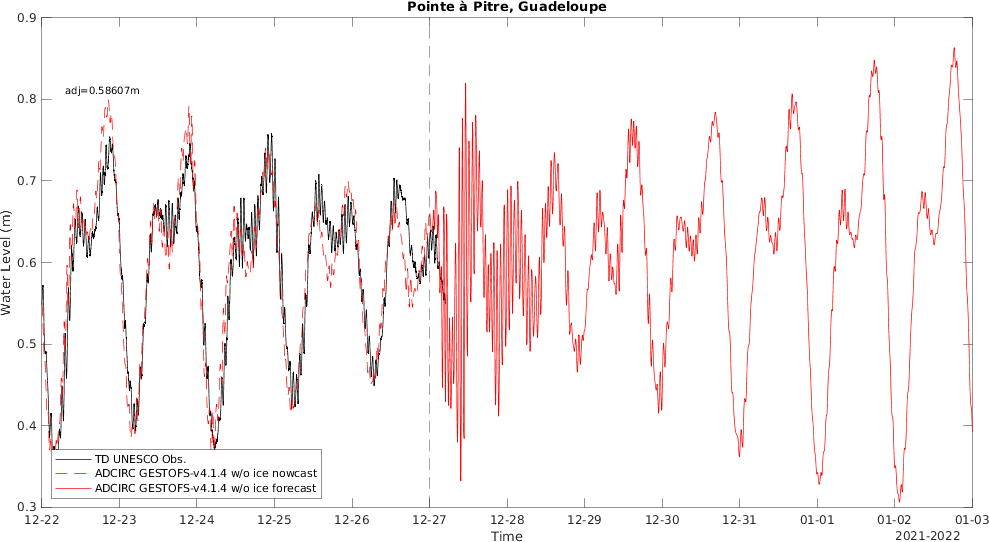 Pointe à Pitre, Guadeloupe
0.9
0.8
0.7
0.6
0.5
0.4
0.3
Water Level (m)
adj=0.58607m
TD UNESCO Obs.
ADCIRC GESTOFS-v4.1.4 w/o ice nowcast
ADCIRC GESTOFS-v4.1.4 w/o ice forecast
12-22 12-23 12-24 12-25 12-26 12-27 12-28 12-29 12-30 12-31 01-01 01-02 01-03
Time
2021-2022